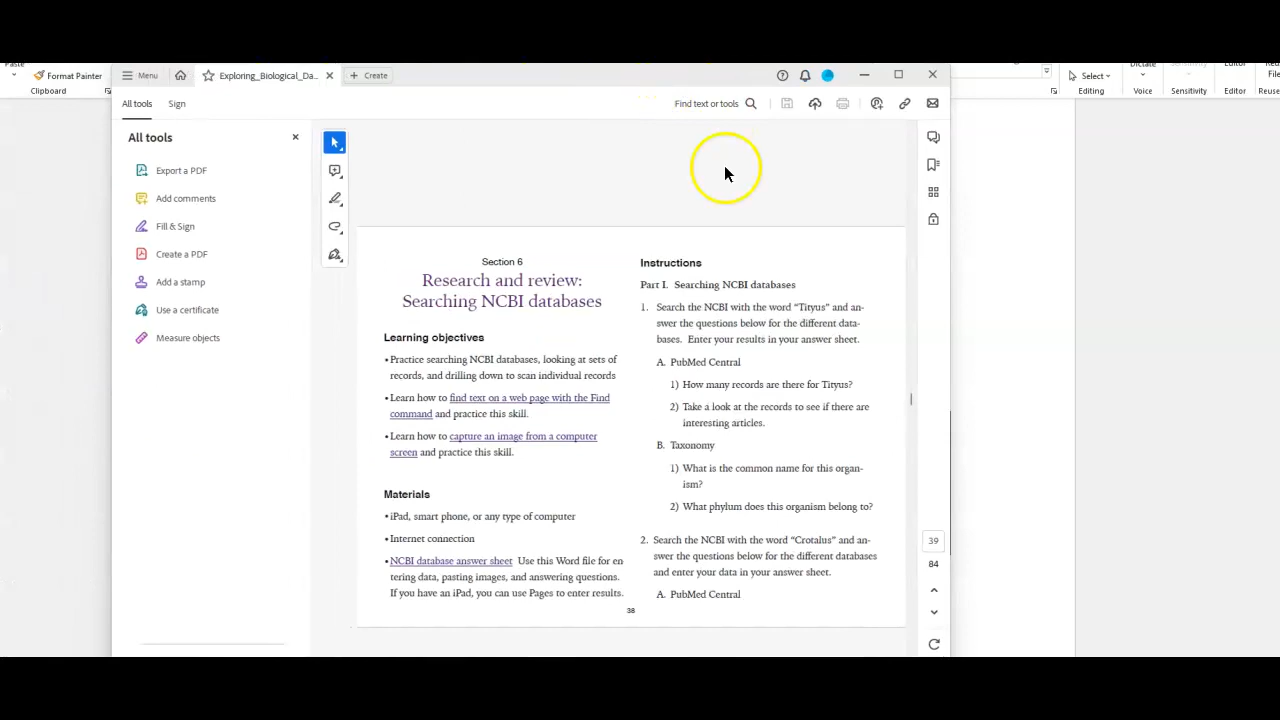 Paste
Format Painter
Clipboard
Menu
Exploring_Biological_Da...
Create
Select
Editing
Dictate
Voice
Sensitivity
Sensitivity
Editor
Editor
Reuse
File
Reuse
All tools
Sign
Find text or tools
All tools
Export a PDF
Add comments
Fill & Sign
Create a PDF
Add a stamp
Use a certificate
Measure objects
Section 6
Research and review:
Searching NCBI databases
Learning objectives
•Practice searching NCBI databases, looking at sets of
records, and drilling down to scan individual records
•Learn how to find text on a web page with the Find
command and practice this skill.
•Learn how to capture an image from a computer
screen and practice this skill.
Materials
•iPad, smart phone, or any type of computer
•Internet connection
•NCBI database answer sheet Use this Word file for en
tering data, pasting images, and answering questions.
If you have an iPad, you can use Pages to enter results.
Instructions
Part I. Searching NCBI databases
1. Search the NCBI with the word “Tityus” and an-
swer the questions below for the different data-
bases. Enter your results in your answer sheet.
A. PubMed Central
1) How many records are there for Tityus?
2) Take a look at the records to see if there are
interesting articles.
B. Taxonomy
1) What is the common name for this organ-
ism?
2) What phylum does this organism belong to?
2. Search the NCBI with the word “Crotalus” and an-
swer the questions below for the different databases
and enter your data in your answer sheet.
A. PubMed Central
38
39
84